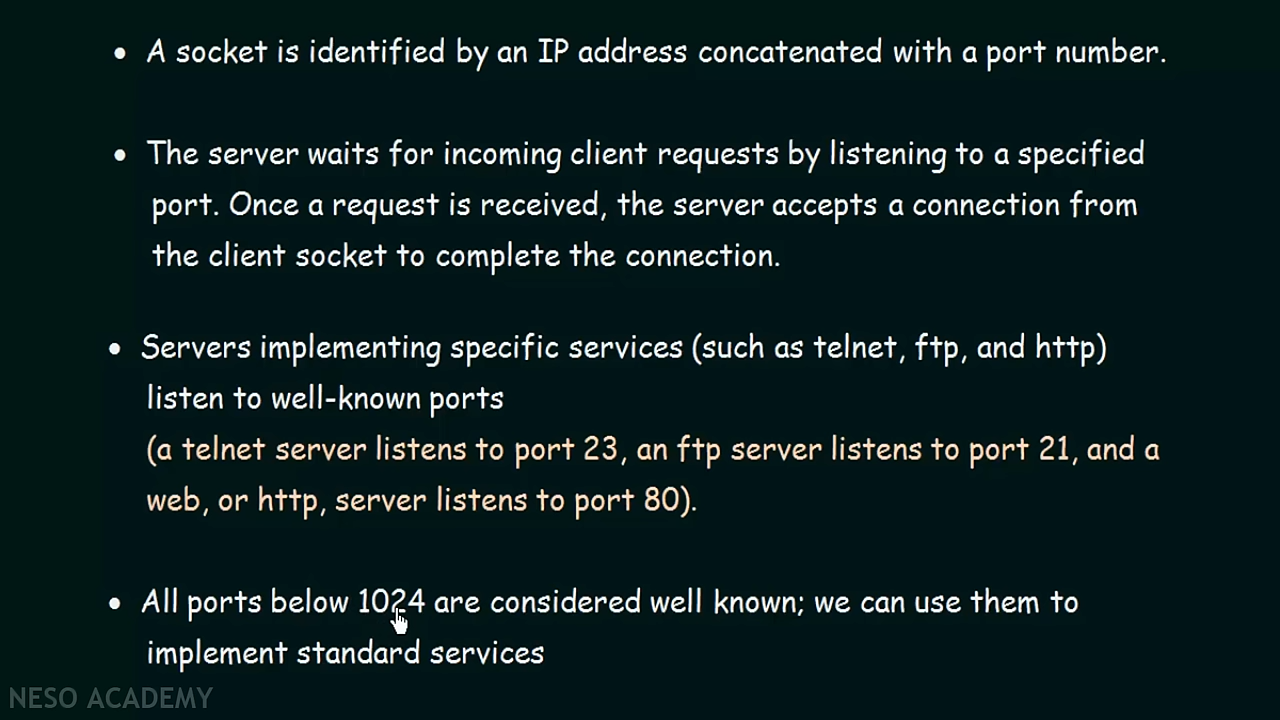 • A socket is identified by an IP address concatenated with a port number.
• The server waits for incoming client requests by listening to a specified
port. Once a request is received, the server accepts a connection from
the client socket to complete the connection.
• Servers implementing specific services (such as telnet, ftp, and http)
listen to well-known ports
(a telnet server listens to port 23, an ftp server listens to port 21, and a
web, or http, server listens to port 80).
• All ports below 1024 are considered well known; we can use them to
implement standard services
NESO ACADEMY